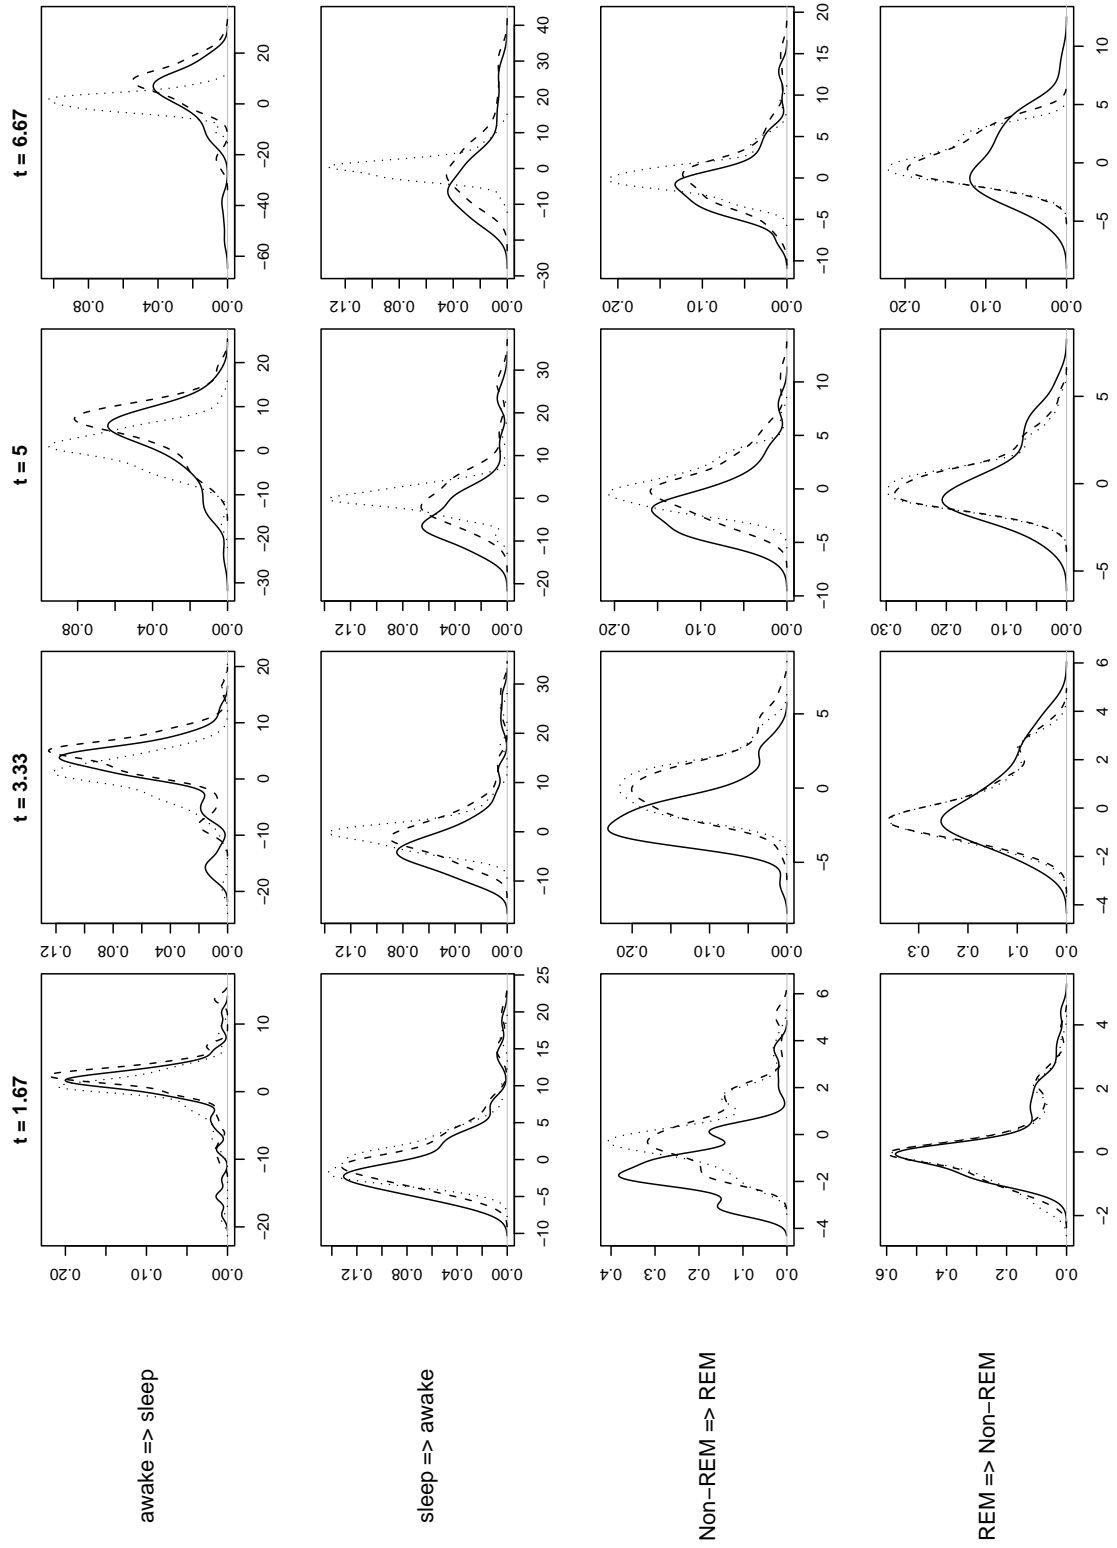 t = 1.67
t = 3.33
t = 5
t = 6.67
awake => sleep
0.00 0.10 0.20
−20 −10 0 10
0.00 0.04 0.08 0.12
−20 −10 0 10 20
0.00 0.04 0.08
−30 −20 −10 0 10 20
0.00 0.04 0.08
−60 −40 −20 0 20
sleep => awake
0.00 0.04 0.08 0.12
−10 −5 0 5 10 15 20 25
0.00 0.04 0.08 0.12
−10 0 10 20 30
0.00 0.04 0.08 0.12
−20 −10 0 10 20 30
0.00 0.04 0.08 0.12
−30 −10 0 10 20 30 40
Non−REM => REM
0.0 0.1 0.2 0.3 0.4
−4 −2 0 2 4 6
0.00 0.10 0.20
−5 0 5
0.00 0.10 0.20
−10 −5 0 5 10
0.00 0.10 0.20
−10 −5 0 5 10 15 20
REM => Non−REM
0.0 0.2 0.4 0.6
−2 0 2 4
0.0 0.1 0.2 0.3
−4 −2 0 2 4 6
0.00 0.10 0.20 0.30
−5 0 5
0.00 0.10 0.20
−5 0 5 10